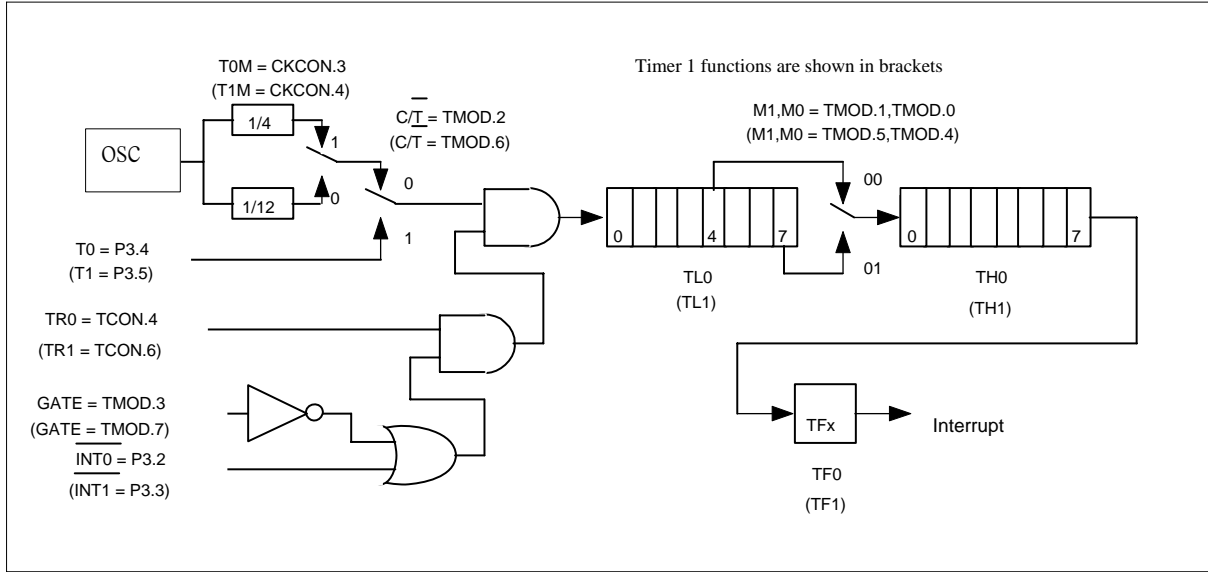 T0M = CKCON.3
(T1M = CKCON.4)
Timer 1 functions are shown in brackets
C/T̅ = TMOD.2
(C/T̅ = TMOD.6)
M1,M0 = TMOD.1,TMOD.0
(M1,M0 = TMOD.5,TMOD.4)
OSC
1/4
1
0
1/12
0
1
00
01
0 4 7
0 7
T0 = P3.4
(T1 = P3.5)
TL0
(TL1)
TH0
(TH1)
TR0 = TCON.4
(TR1 = TCON.6)
GATE = TMOD.3
(GATE = TMOD.7)
I̅N̅T̅0̅ = P3.2
(I̅N̅T̅1̅ = P3.3)
TFx
Interrupt
TF0
(TF1)